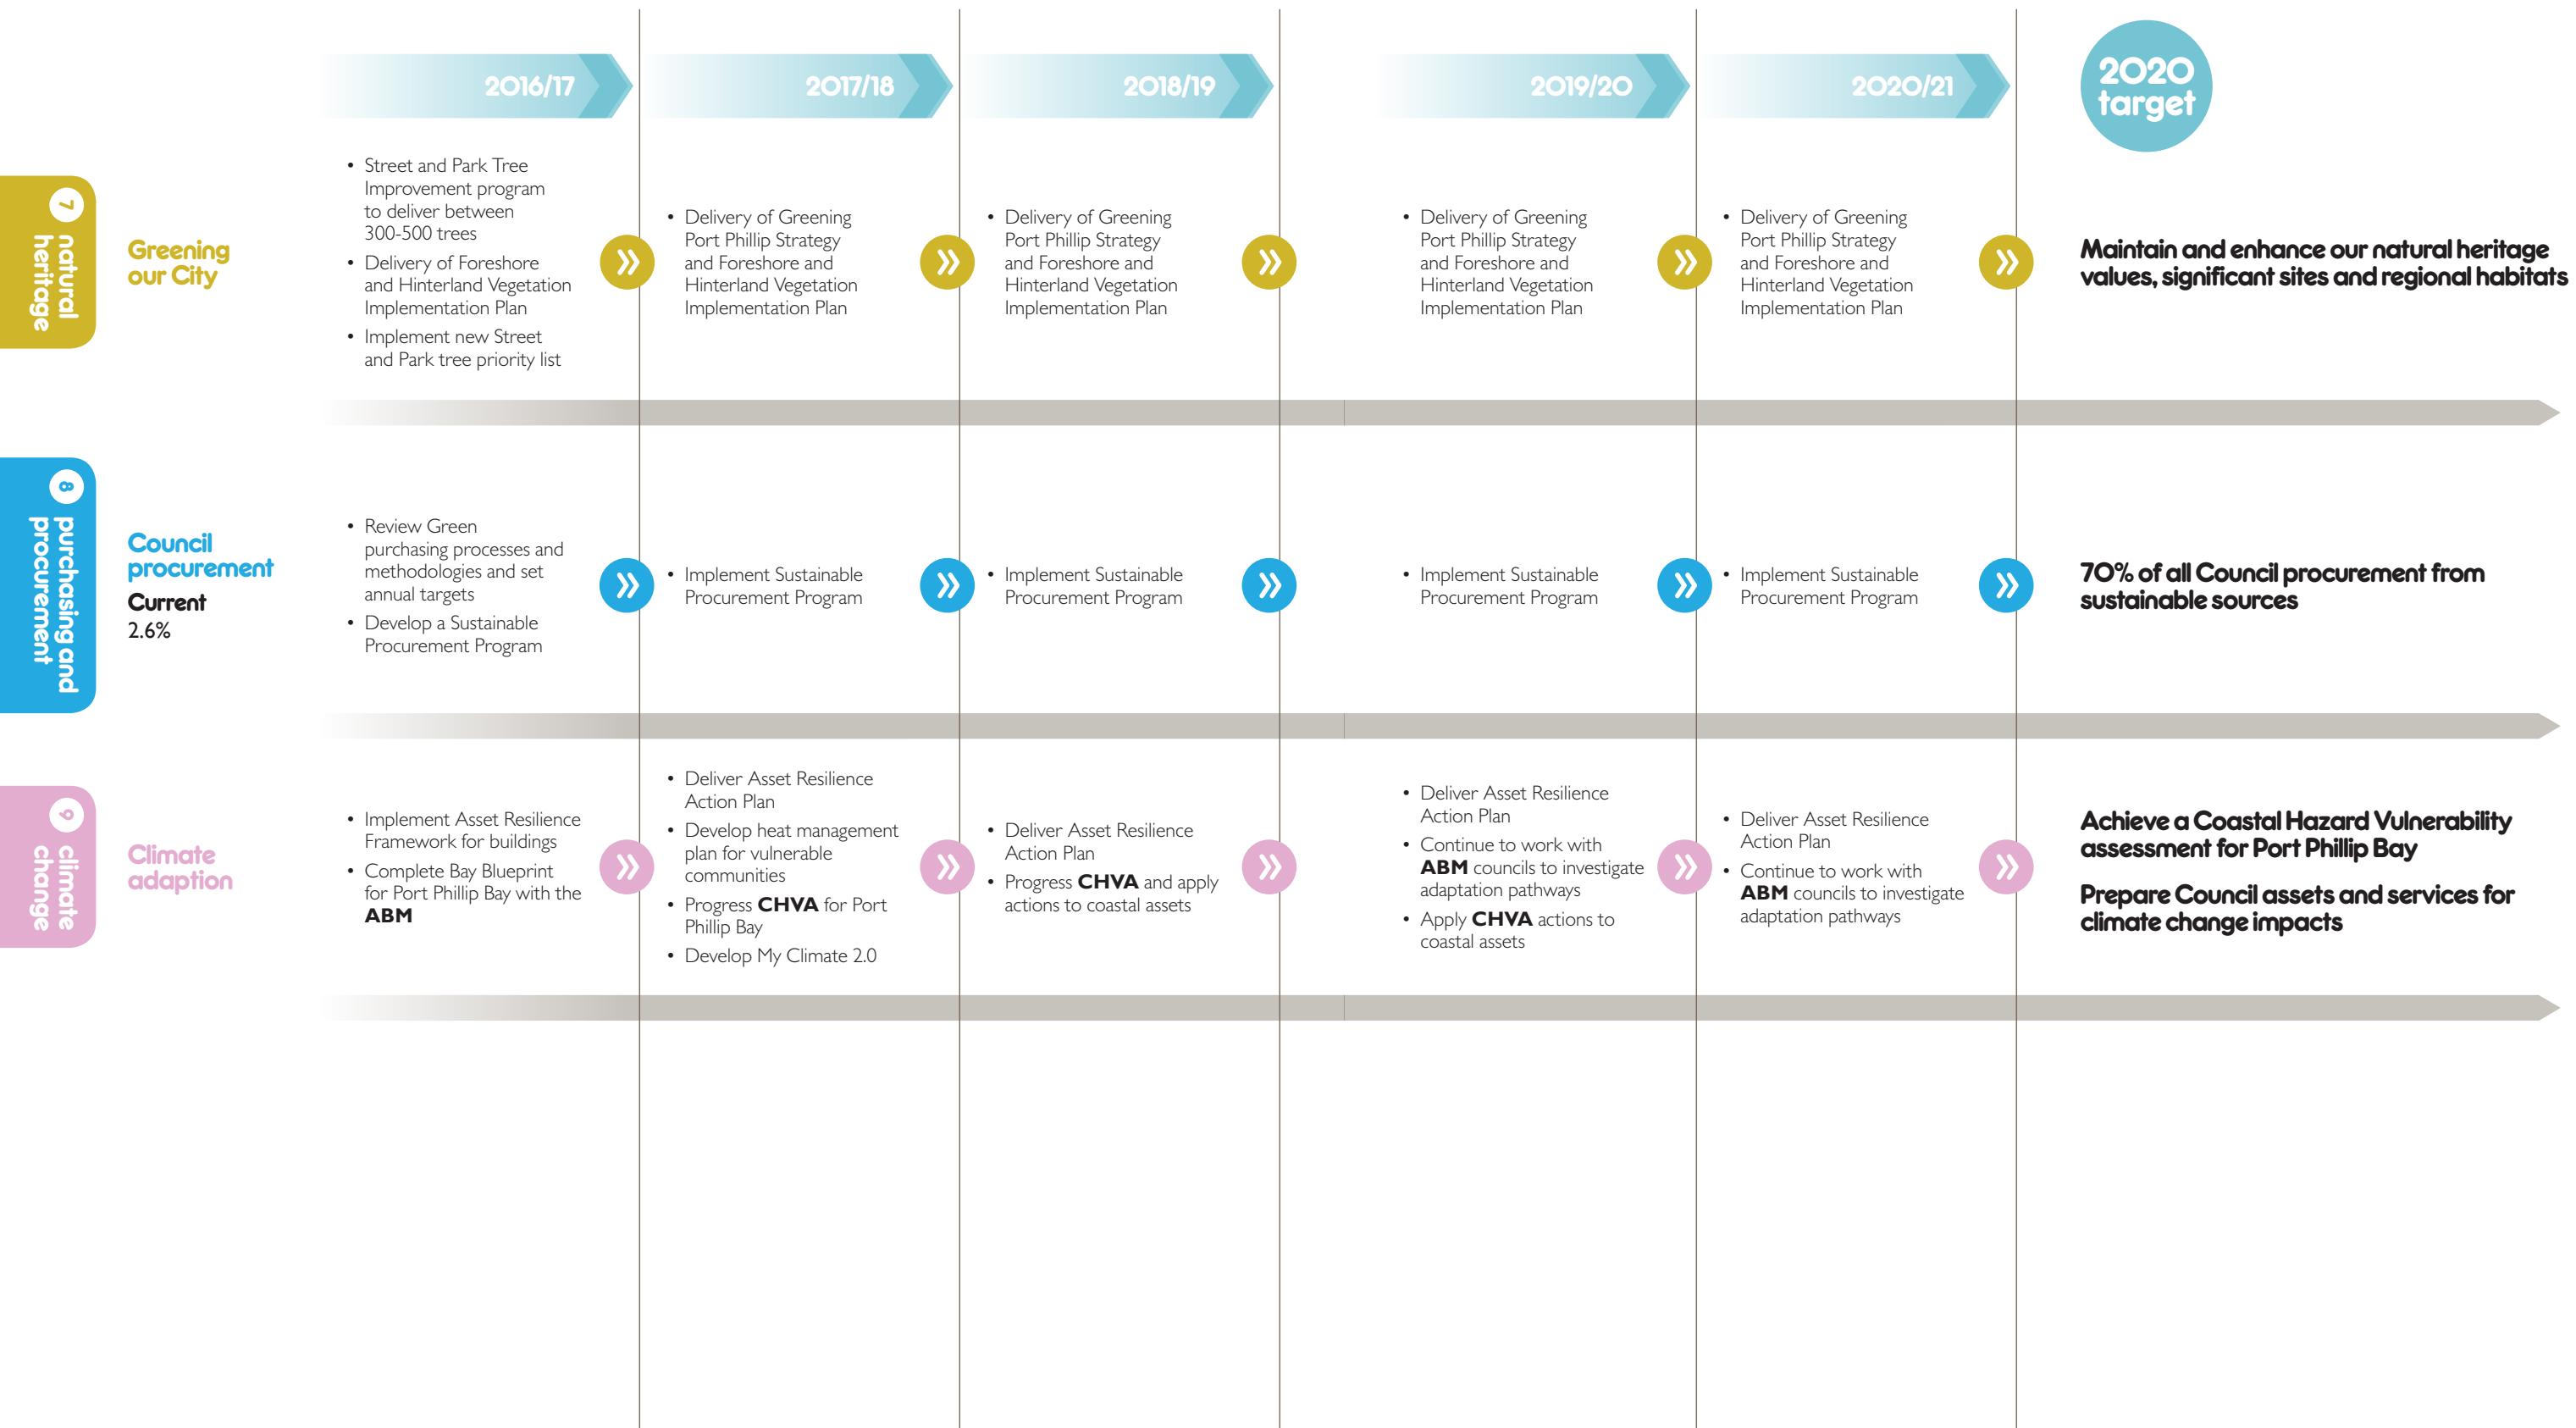 2016/17
2017/18
2018/19
2019/20
2020/21
2020
target
7
natural
heritage
Greening
our City
• Street and Park Tree
Improvement program
to deliver between
300-500 trees
• Delivery of Foreshore
and Hinterland Vegetation
Implementation Plan
• Implement new Street
and Park tree priority list
• Delivery of Greening
Port Phillip Strategy
and Foreshore and
Hinterland Vegetation
Implementation Plan
• Delivery of Greening
Port Phillip Strategy
and Foreshore and
Hinterland Vegetation
Implementation Plan
• Delivery of Greening
Port Phillip Strategy
and Foreshore and
Hinterland Vegetation
Implementation Plan
• Delivery of Greening
Port Phillip Strategy
and Foreshore and
Hinterland Vegetation
Implementation Plan
Maintain and enhance our natural heritage
values, significant sites and regional habitats
8
purchasing and
procurement
Council
procurement
Current
2.6%
• Review Green
purchasing processes and
methodologies and set
annual targets
• Develop a Sustainable
Procurement Program
• Implement Sustainable
Procurement Program
• Implement Sustainable
Procurement Program
• Implement Sustainable
Procurement Program
• Implement Sustainable
Procurement Program
70% of all Council procurement from
sustainable sources
9
climate
change
Climate
adaption
• Implement Asset Resilience
Framework for buildings
• Complete Bay Blueprint
for Port Phillip Bay with the
ABM
• Deliver Asset Resilience
Action Plan
• Develop heat management
plan for vulnerable
communities
• Progress CHVA for Port
Phillip Bay
• Develop My Climate 2.0
• Deliver Asset Resilience
Action Plan
• Progress CHVA and apply
actions to coastal assets
• Deliver Asset Resilience
Action Plan
• Continue to work with
ABM councils to investigate
adaptation pathways
• Apply CHVA actions to
coastal assets
• Deliver Asset Resilience
Action Plan
• Continue to work with
ABM councils to investigate
adaptation pathways
Achieve a Coastal Hazard Vulnerability
assessment for Port Phillip Bay
Prepare Council assets and services for
climate change impacts